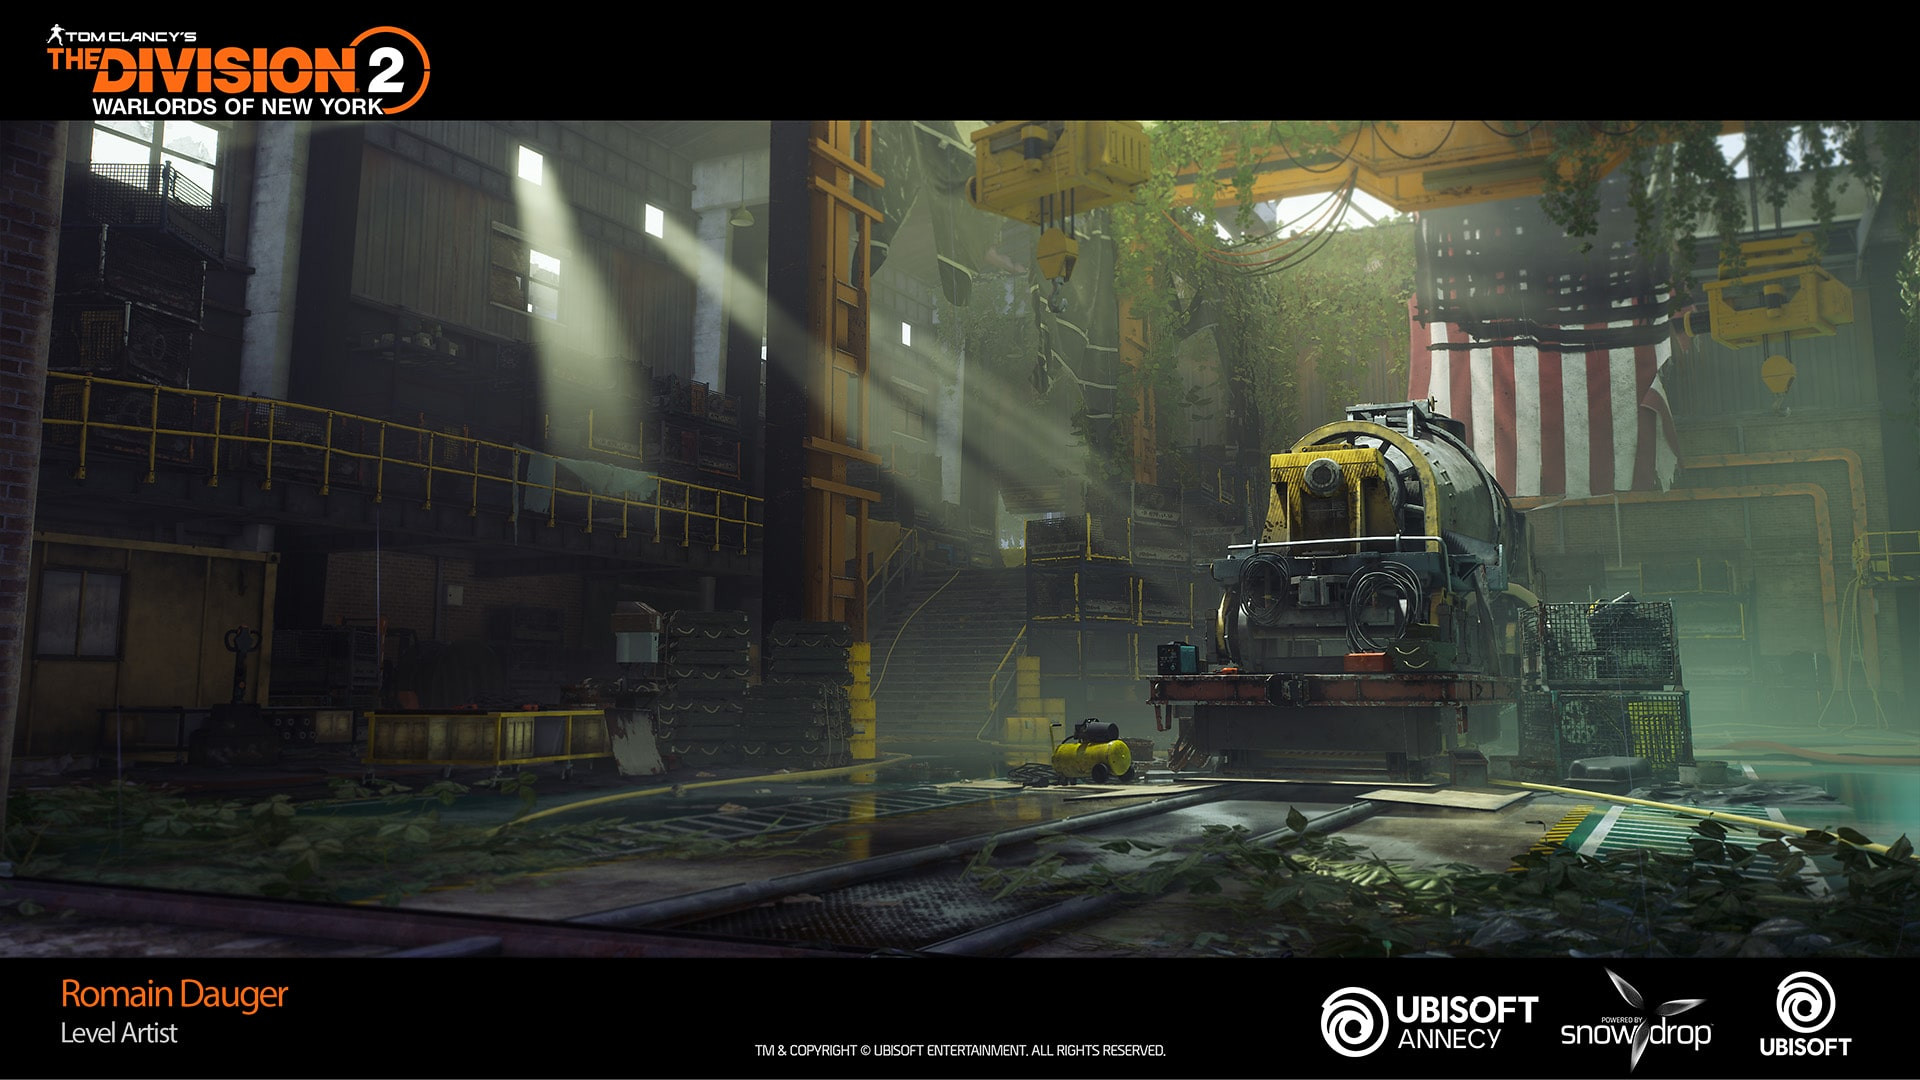 TOM CLANCY'S
THE DIVISION 2
WARLORDS OF NEW YORK
Romain Dauger
Level Artist
TM & COPYRIGHT © UBISOFT ENTERTAINMENT. ALL RIGHTS RESERVED.
UBISOFT
ANNECY
POWERED BY
snowdrop
UBISOFT